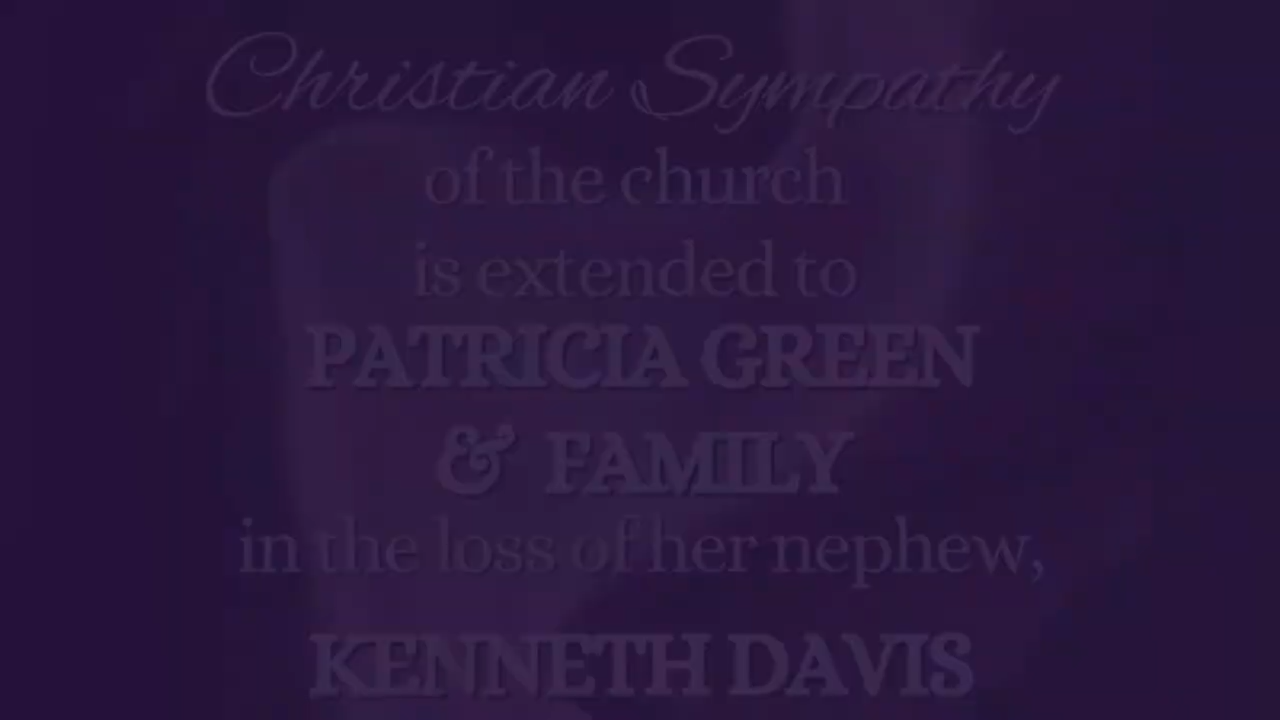 Christian Sympathy
of the church
is extended to
PATRICIA GREEN
& FAMILY
in the loss of her nephew,
KENNETH DAVIS